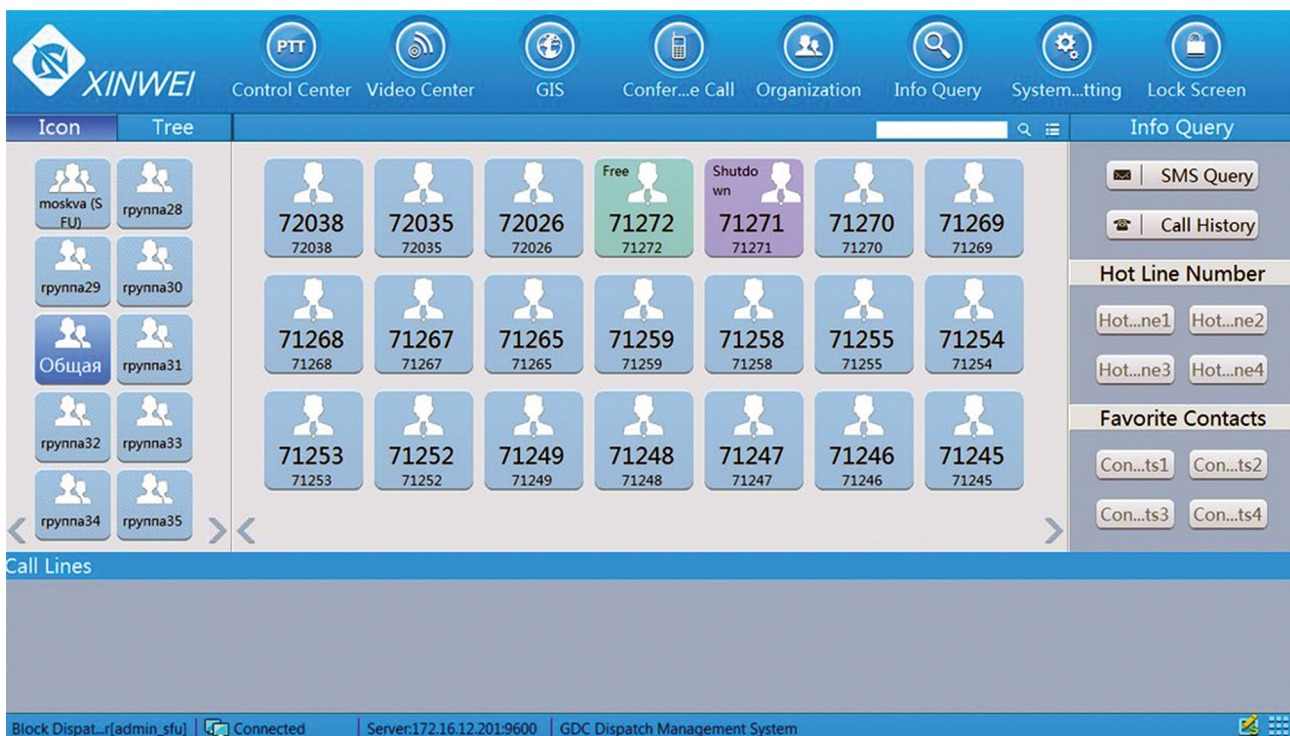 XINWEI
PTT
Control Center
Video Center
GIS
Confer...e Call
Organization
Info Query
System...tting
Lock Screen
Icon
Tree
Info Query
moskva (S
FU)
группа28
группа29
группа30
Общая
группа31
группа32
группа33
группа34
группа35
72038
72038
72035
72035
72026
72026
Free
71272
71272
Shutdo
wn
71271
71271
71270
71270
71269
71269
71268
71268
71267
71267
71265
71265
71259
71259
71258
71258
71255
71255
71254
71254
71253
71253
71252
71252
71249
71249
71248
71248
71247
71247
71246
71246
71245
71245
SMS Query
Call History
Hot Line Number
Hot...ne1
Hot...ne2
Hot...ne3
Hot...ne4
Favorite Contacts
Con...ts1
Con...ts2
Con...ts3
Con...ts4
Call Lines
Block Dispat...r[admin_sfu]
Connected
Server:172.16.12.201:9600
GDC Dispatch Management System